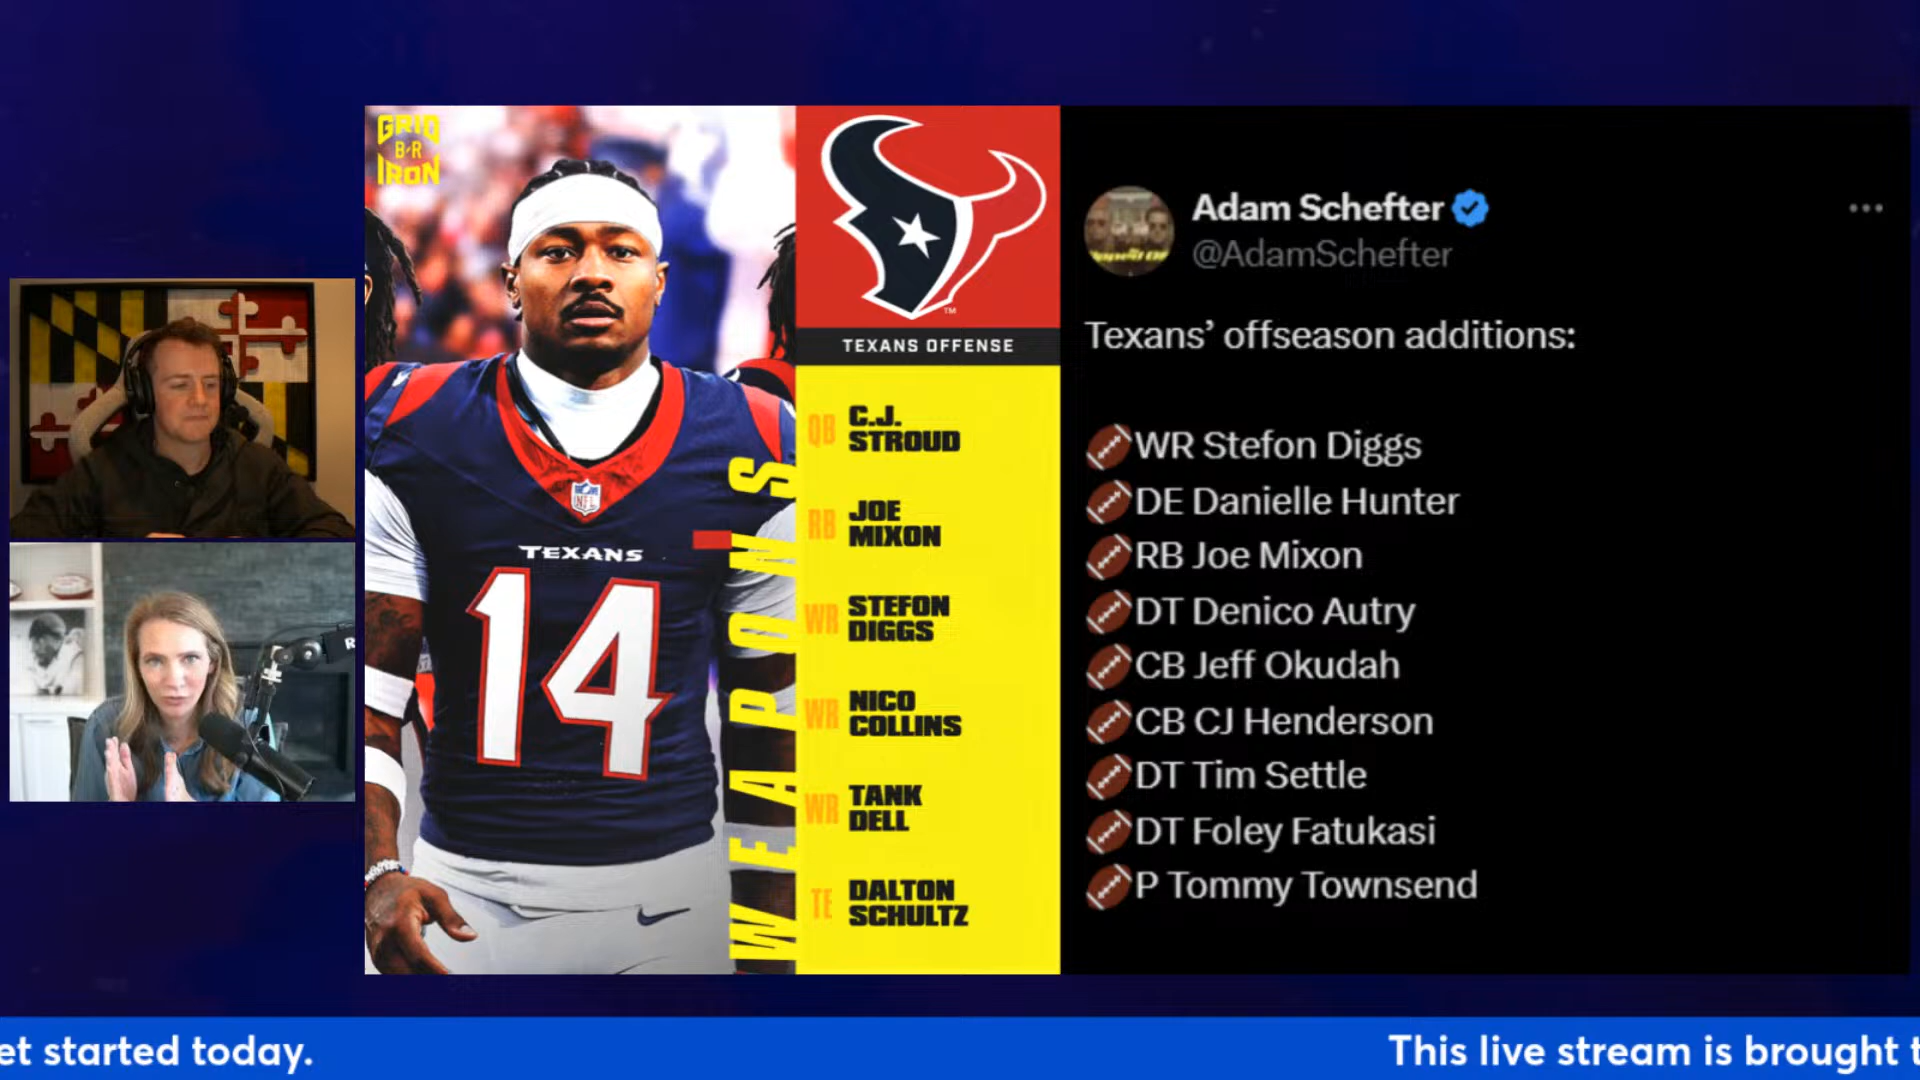 GRID
B/R
IRON
NFL
TEXANS
14
WEAPONS
TM
TEXANS OFFENSE
QB C.J. STROUD
RB JOE MIXON
WR STEFON DIGGS
WR NICO COLLINS
WR TANK DELL
TE DALTON SCHULTZ
Adam Schefter
@AdamSchefter
Texans’ offseason additions:
🏈WR Stefon Diggs
🏈DE Danielle Hunter
🏈RB Joe Mixon
🏈DT Denico Autry
🏈CB Jeff Okudah
🏈CB CJ Henderson
🏈DT Tim Settle
🏈DT Foley Fatukasi
🏈P Tommy Townsend
et started today.
This live stream is brought t